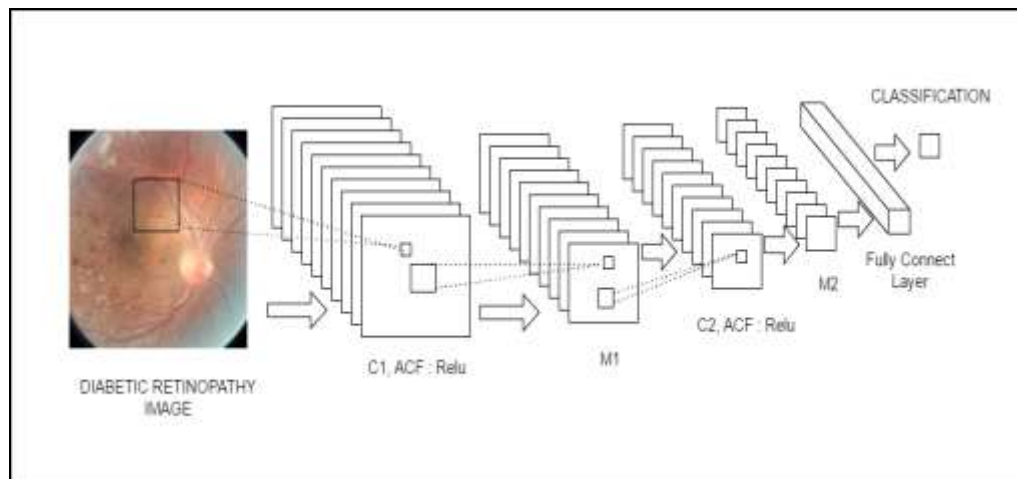 DIABETIC RETINOPATHY
IMAGE
C1, ACF : Relu
M1
C2, ACF : Relu
M2
Fully Connect
Layer
CLASSIFICATION